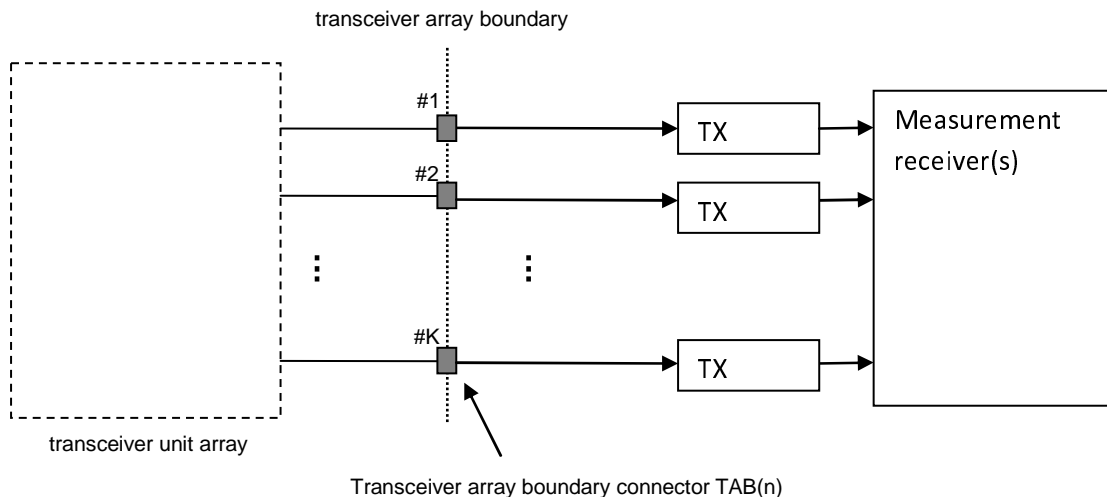 transceiver array boundary
#1
TX
Measurement
receiver(s)
#2
TX
#K
TX
transceiver unit array
Transceiver array boundary connector TAB(n)